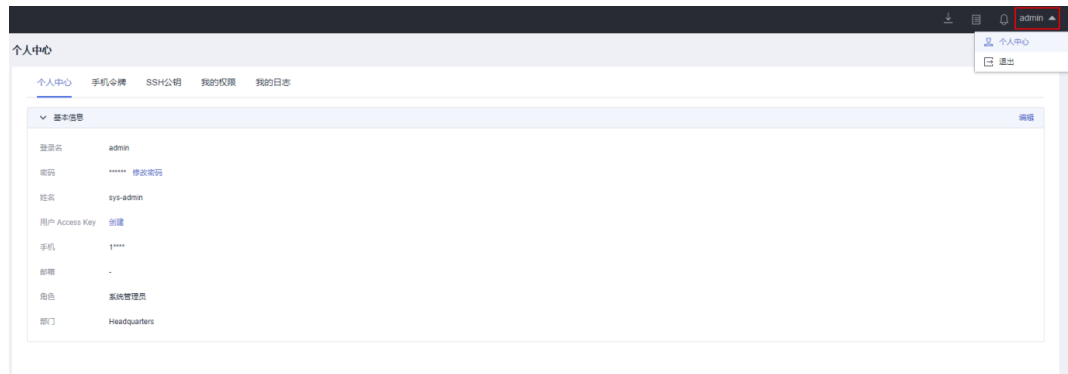 admin
个人中心
退出
个人中心
个人中心 手机令牌 SSH公钥 我的权限 我的日志
基本信息 编辑
登录名 admin
密码 ****** 修改密码
姓名 sys-admin
用户 Access Key 创建
手机 1****
邮箱 -
角色 系统管理员
部门 Headquarters